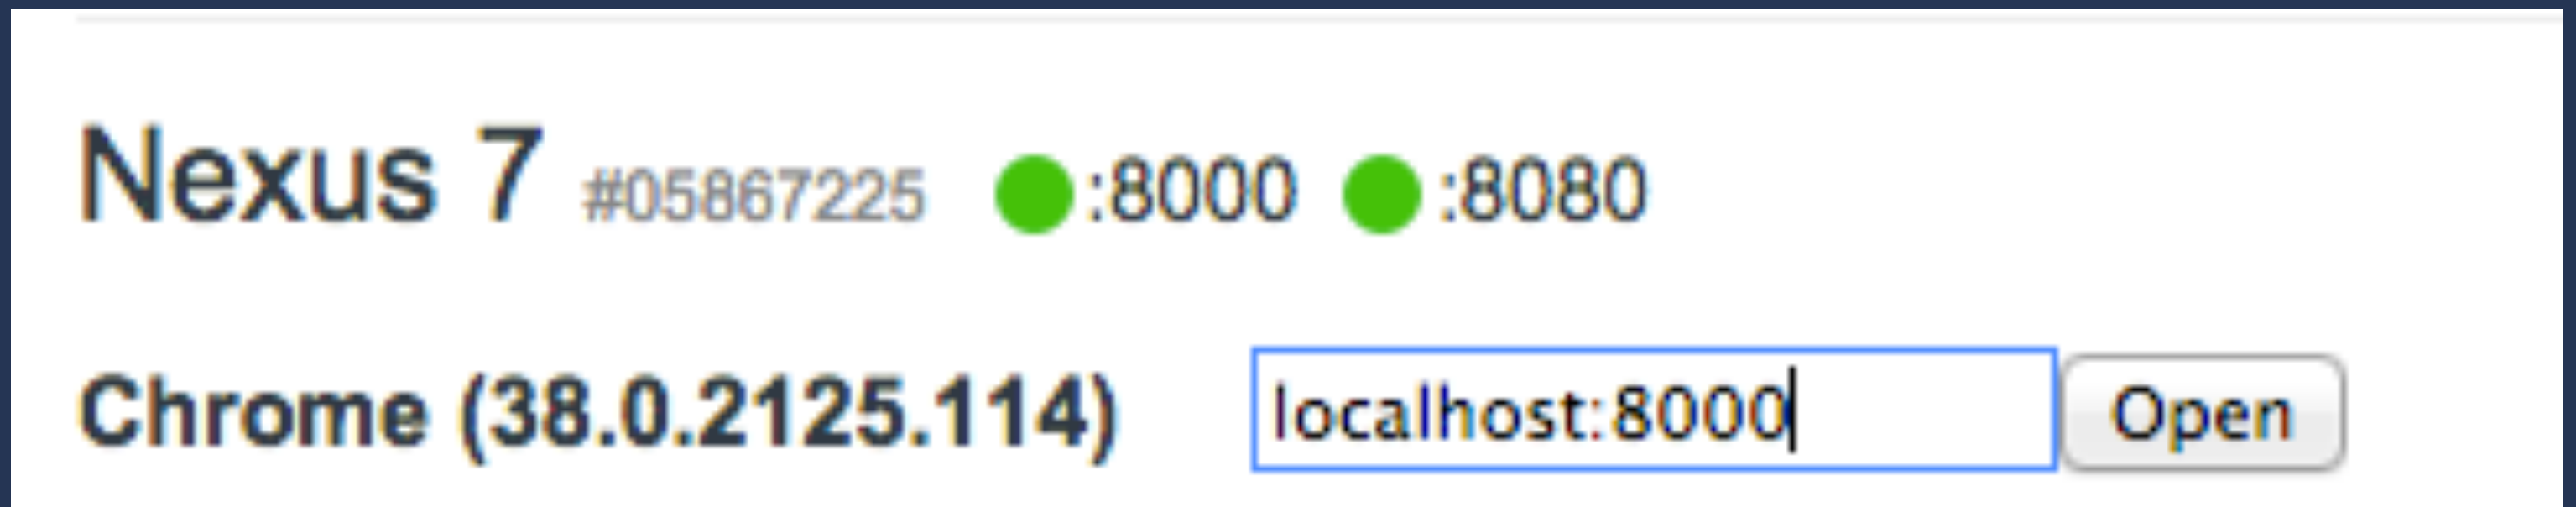 Nexus 7 #05867225 :8000 :8080
Chrome (38.0.2125.114) localhost:8000 Open